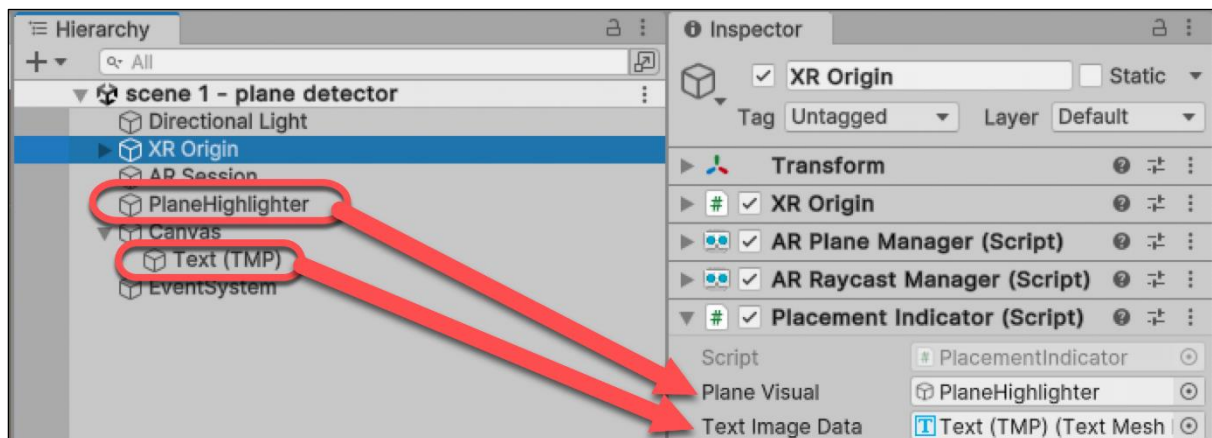 Hierarchy
All
scene 1 - plane detector
Directional Light
XR Origin
AR Session
PlaneHighlighter
Canvas
Text (TMP)
EventSystem
Inspector
XR Origin
Static
Tag Untagged Layer Default
Transform
# XR Origin
AR Plane Manager (Script)
AR Raycast Manager (Script)
# Placement Indicator (Script)
Script # PlacementIndicator
Plane Visual PlaneHighlighter
Text Image Data T Text (TMP) (Text Mesh